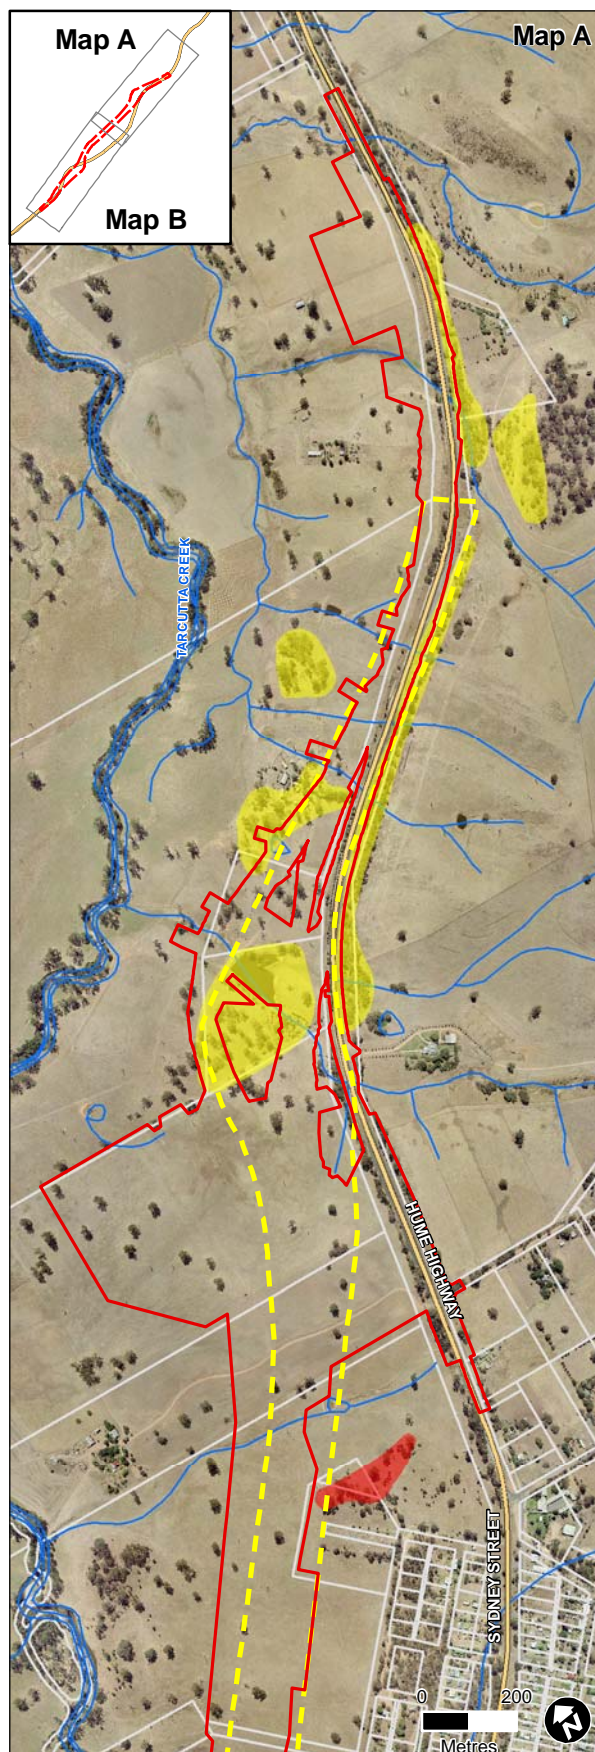 Map A
Map B
Map A
TARCUTTA CREEK
HUME HIGHWAY
SYDNEY STREET
0 200
Metres
N